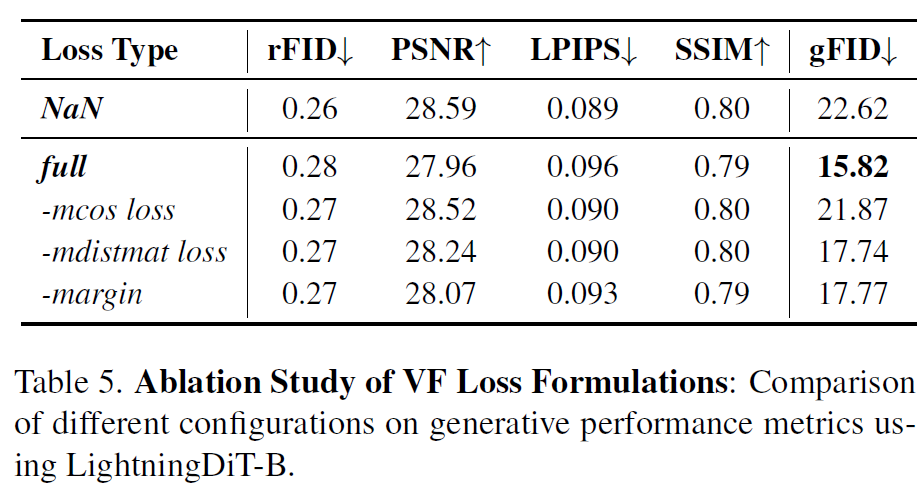 Loss Type rFID↓ PSNR↑ LPIPS↓ SSIM↑ gFID↓
NaN 0.26 28.59 0.089 0.80 22.62
full 0.28 27.96 0.096 0.79 15.82
-mcos loss 0.27 28.52 0.090 0.80 21.87
-mdistmat loss 0.27 28.24 0.090 0.80 17.74
-margin 0.27 28.07 0.093 0.79 17.77
Table 5. Ablation Study of VF Loss Formulations: Comparison
of different configurations on generative performance metrics us-
ing LightningDiT-B.